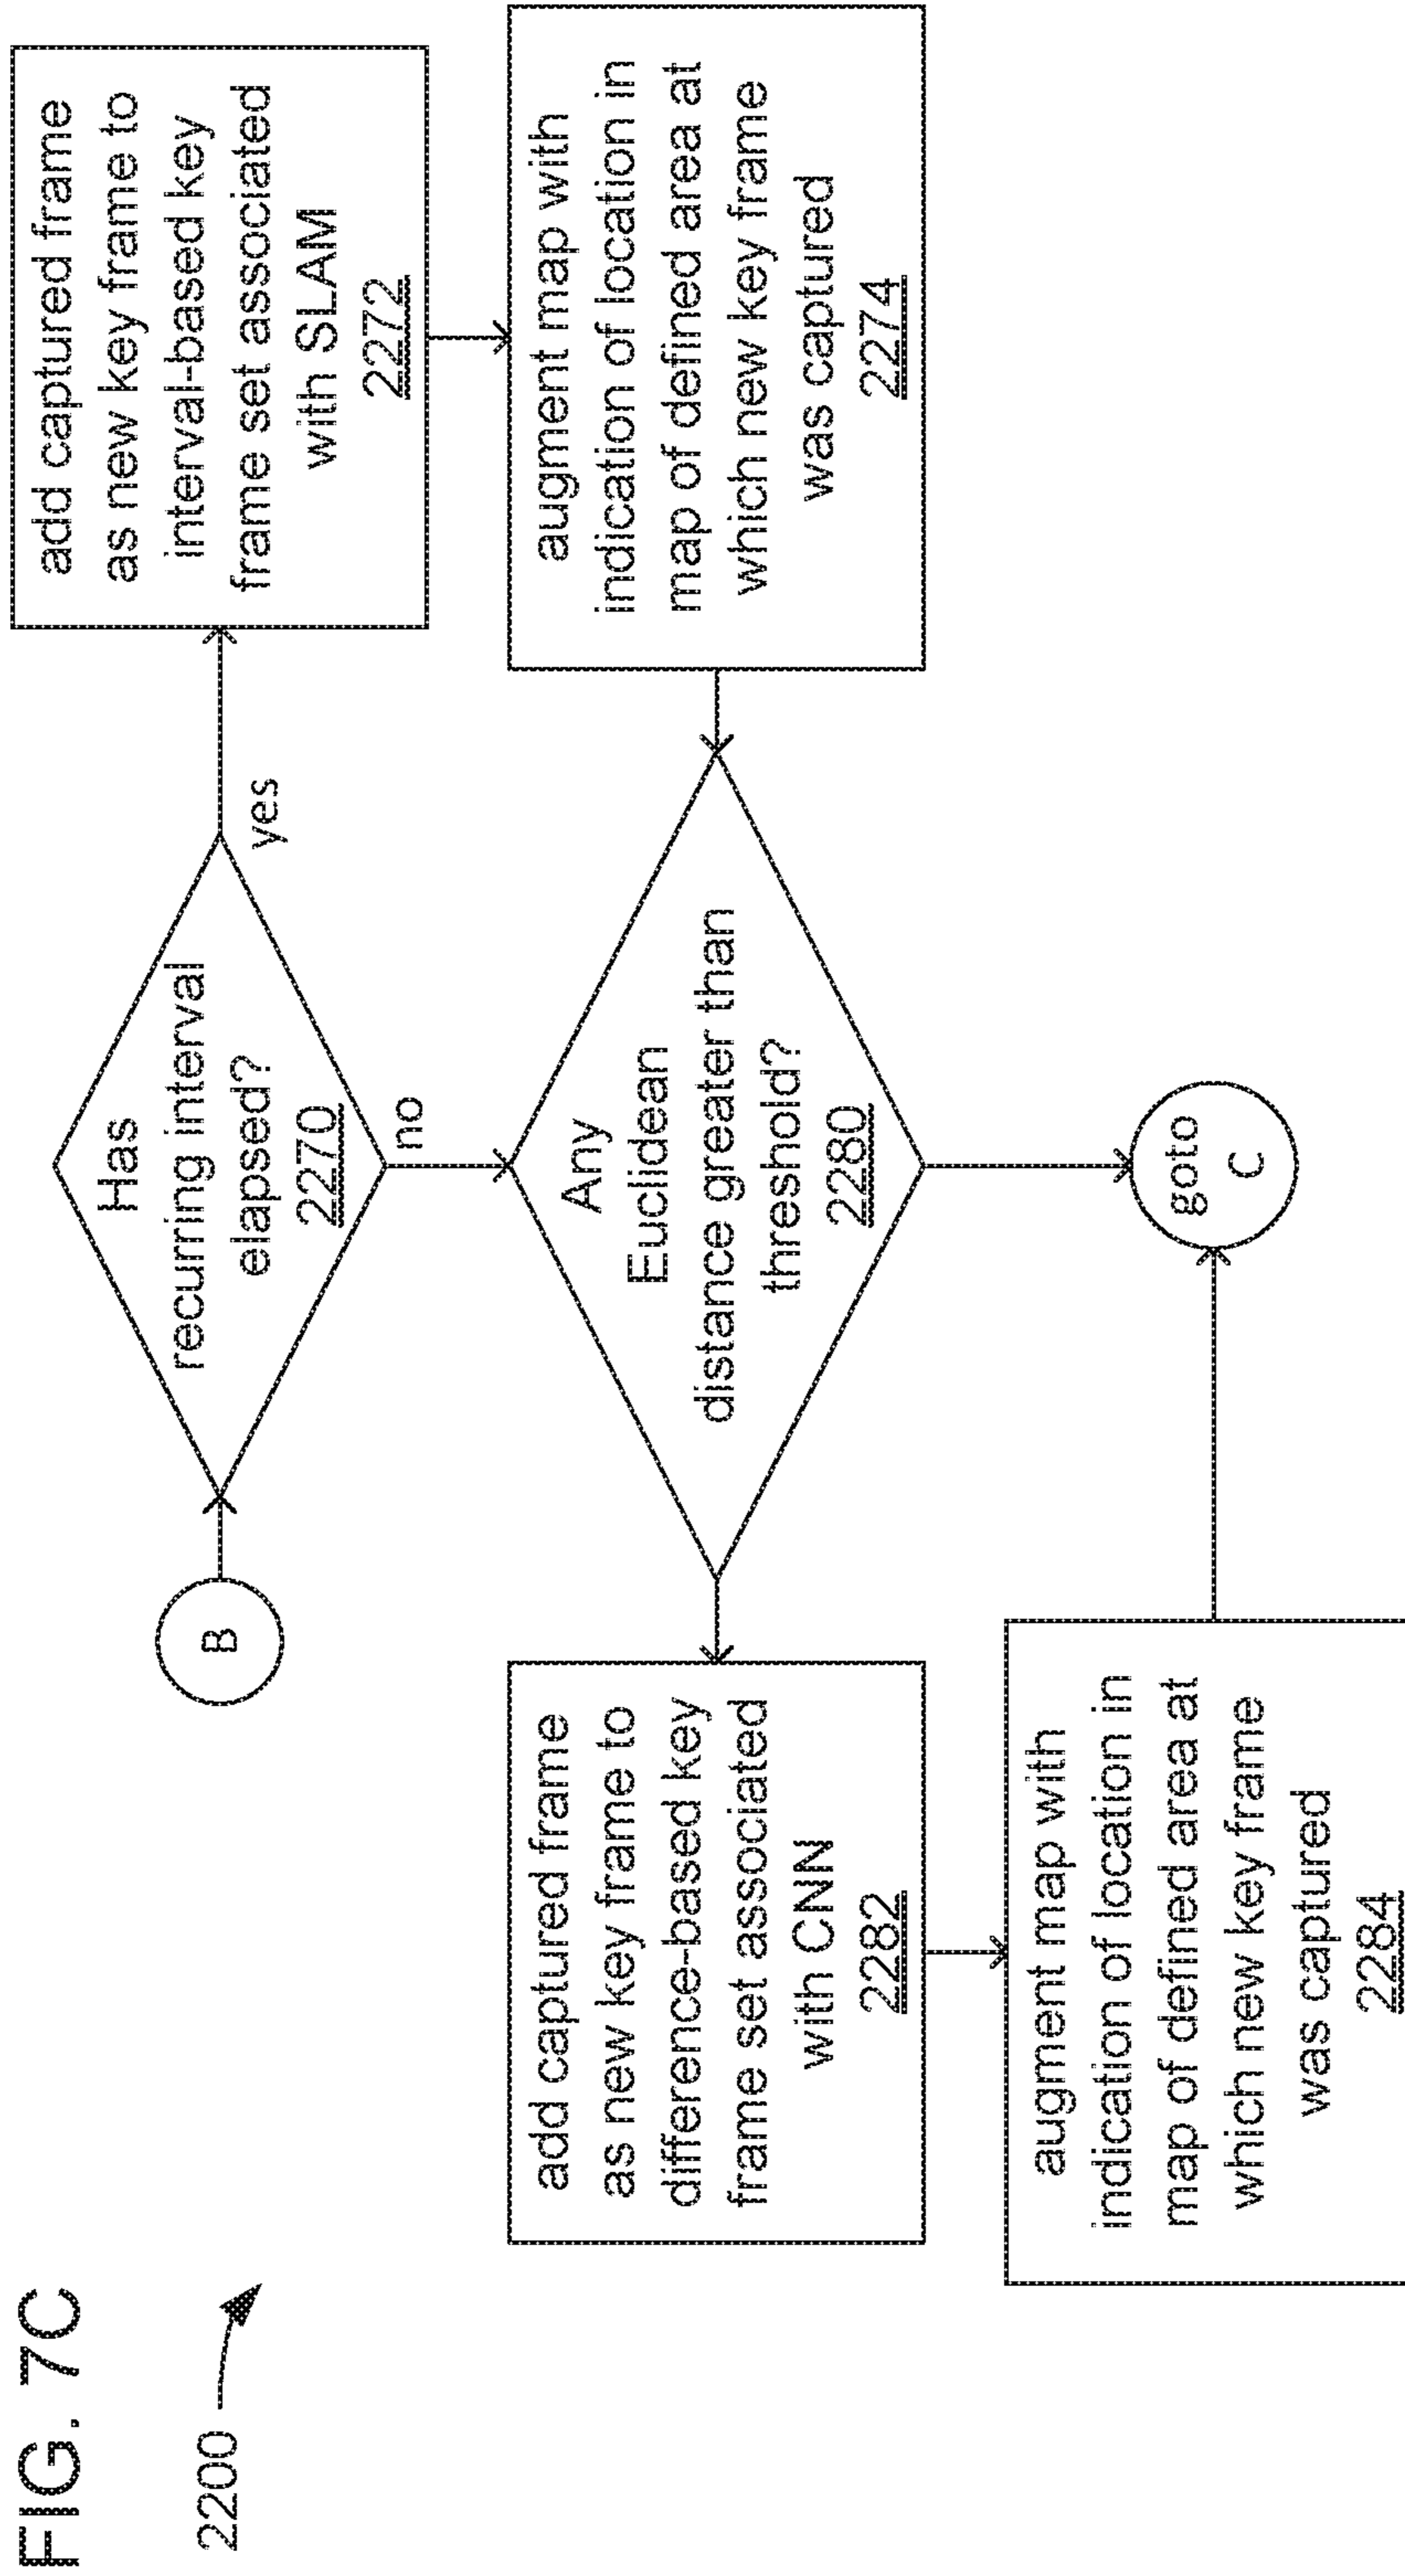 FIG. 7C
2200
B
Has
recurring interval
elapsed?
2270
yes
no
add captured frame
as new key frame to
interval-based key
frame set associated
with SLAM
2272
augment map with
indication of location in
map of defined area at
which new key frame
was captured
2274
Any
Euclidean
distance greater than
threshold?
2280
add captured frame
as new key frame to
difference-based key
frame set associated
with CNN
2282
augment map with
indication of location in
map of defined area at
which new key frame
was captured
2284
goto
C